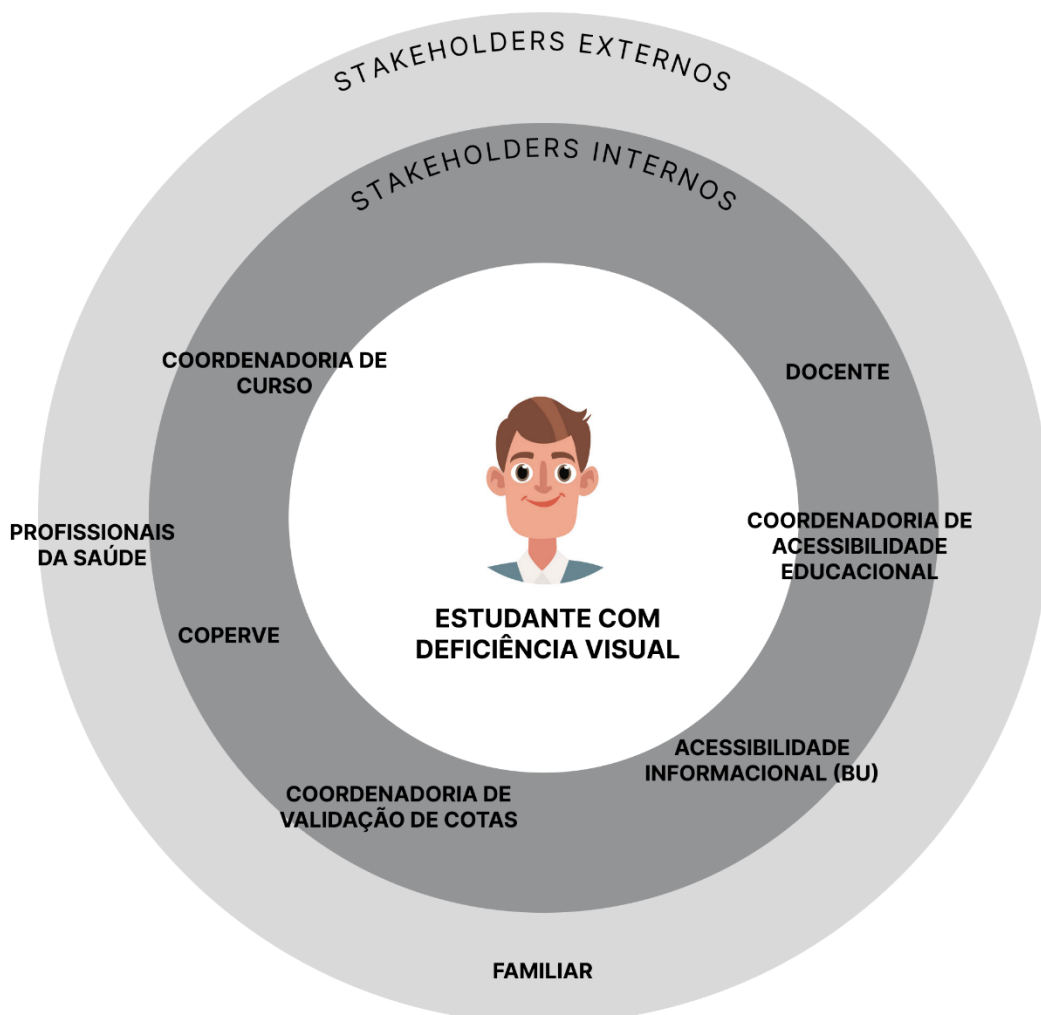 STAKEHOLDERS EXTERNOS
STAKEHOLDERS INTERNOS
COORDENADORIA DE
CURSO
DOCENTE
PROFISSIONAIS
DA SAÚDE
COORDENADORIA DE
ACESSIBILIDADE
EDUCACIONAL
ESTUDANTE COM
DEFICIÊNCIA VISUAL
COPERVE
ACESSIBILIDADE
INFORMACIONAL (BU)
COORDENADORIA DE
VALIDAÇÃO DE COTAS
FAMILIAR